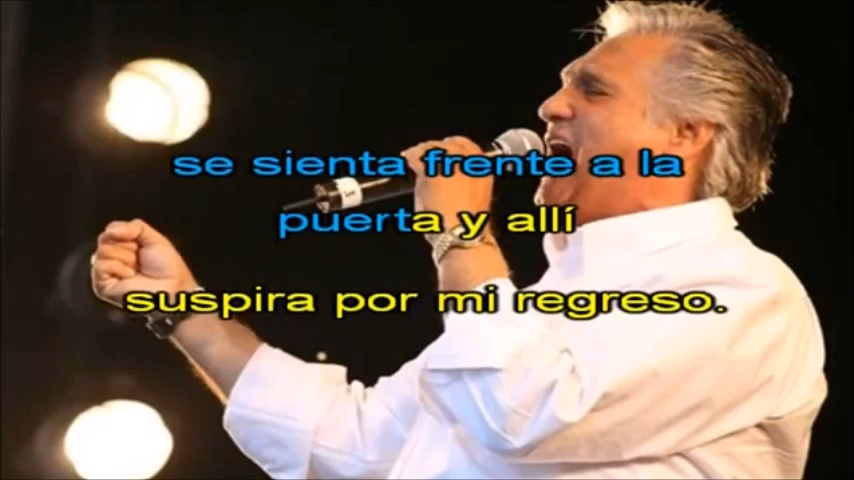 se sienta frente a la
puerta y allí
suspira por mi regreso.